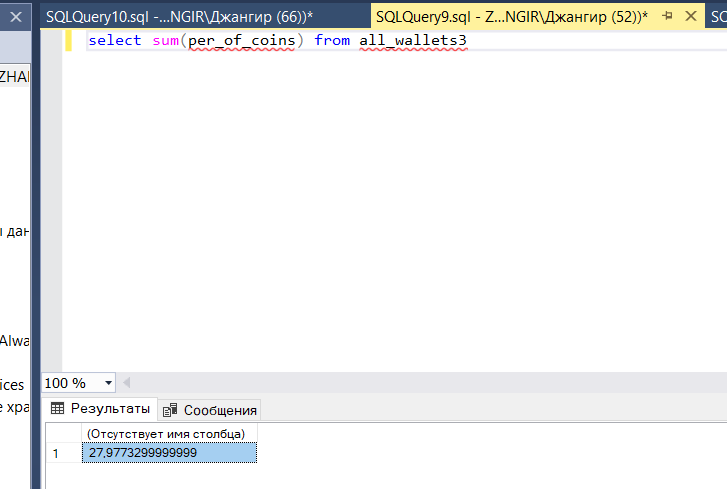 SQLQuery10.sql -...NGIR\Джангир (66))*
SQLQuery9.sql - Z...NGIR\Джангир (52))*
SQ
select sum(per_of_coins) from all_wallets3
ZHAI
ы дан
Alwa
ices
е хра
100 %
Результаты
Сообщения
(Отсутствует имя столбца)
1 27,9773299999999